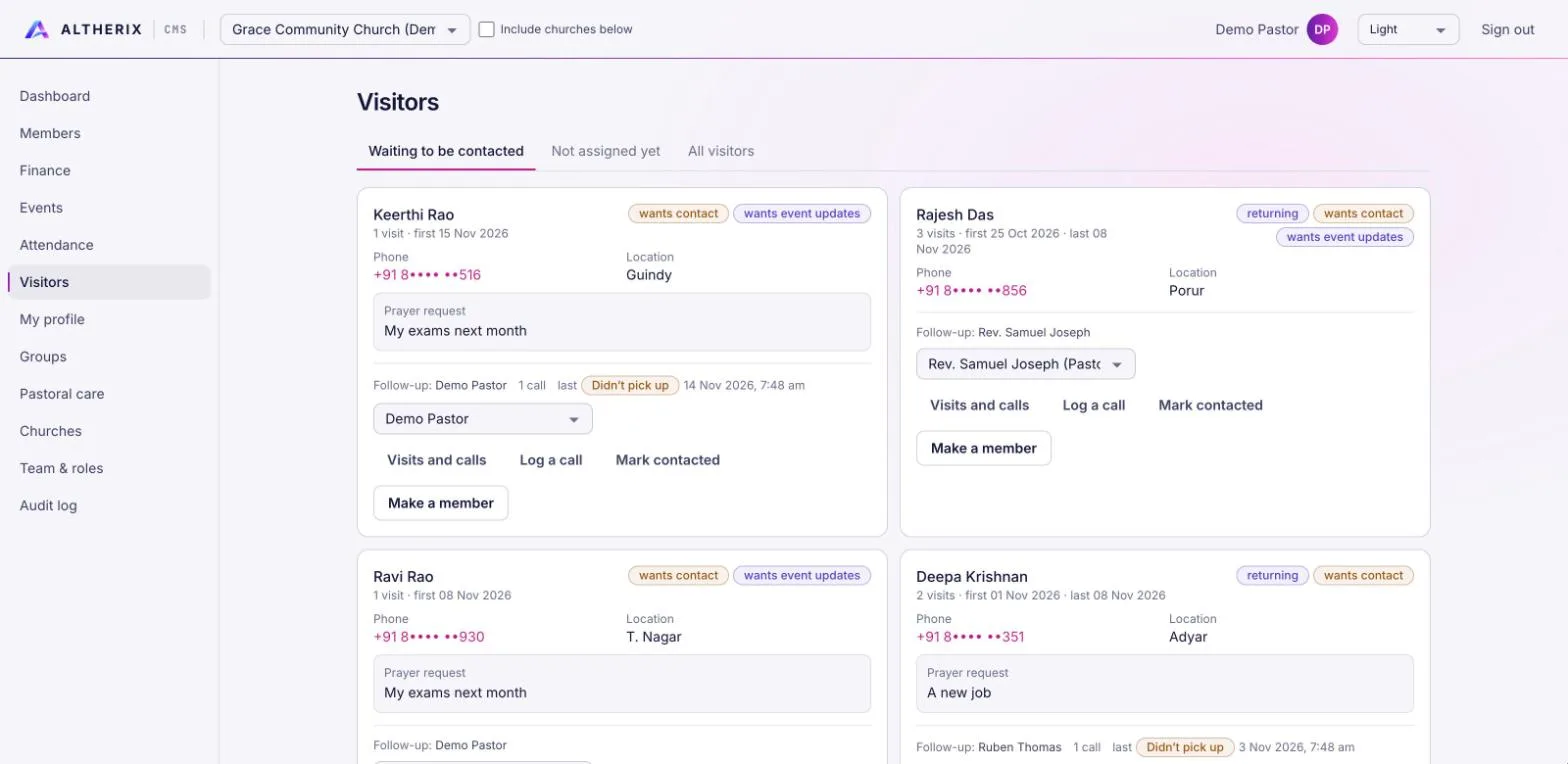 ALTHERIX CMS
Grace Community Church (Den
Include churches below
Demo Pastor
DP
Light
Sign out
Dashboard
Members
Finance
Events
Attendance
Visitors
My profile
Groups
Pastoral care
Churches
Team & roles
Audit log
Visitors
Waiting to be contacted
Not assigned yet
All visitors
Keerthi Rao
wants contact
wants event updates
1 visit · first 15 Nov 2026
Phone
Location
+91 8•••• ••516
Guindy
Prayer request
My exams next month
Follow-up: Demo Pastor 1 call last Didn't pick up 14 Nov 2026, 7:48 am
Demo Pastor
Visits and calls
Log a call
Mark contacted
Make a member
Rajesh Das
returning
wants contact
wants event updates
3 visits · first 25 Oct 2026 · last 08
Nov 2026
Phone
Location
+91 8•••• ••856
Porur
Follow-up: Rev. Samuel Joseph
Rev. Samuel Joseph (Pastc
Visits and calls
Log a call
Mark contacted
Make a member
Ravi Rao
wants contact
wants event updates
1 visit · first 08 Nov 2026
Phone
Location
+91 8•••• ••930
T. Nagar
Prayer request
My exams next month
Follow-up: Demo Pastor
Deepa Krishnan
returning
wants contact
2 visits · first 01 Nov 2026 · last 08 Nov 2026
Phone
Location
+91 8•••• ••351
Adyar
Prayer request
A new job
Follow-up: Ruben Thomas 1 call last Didn't pick up 3 Nov 2026, 7:48 am